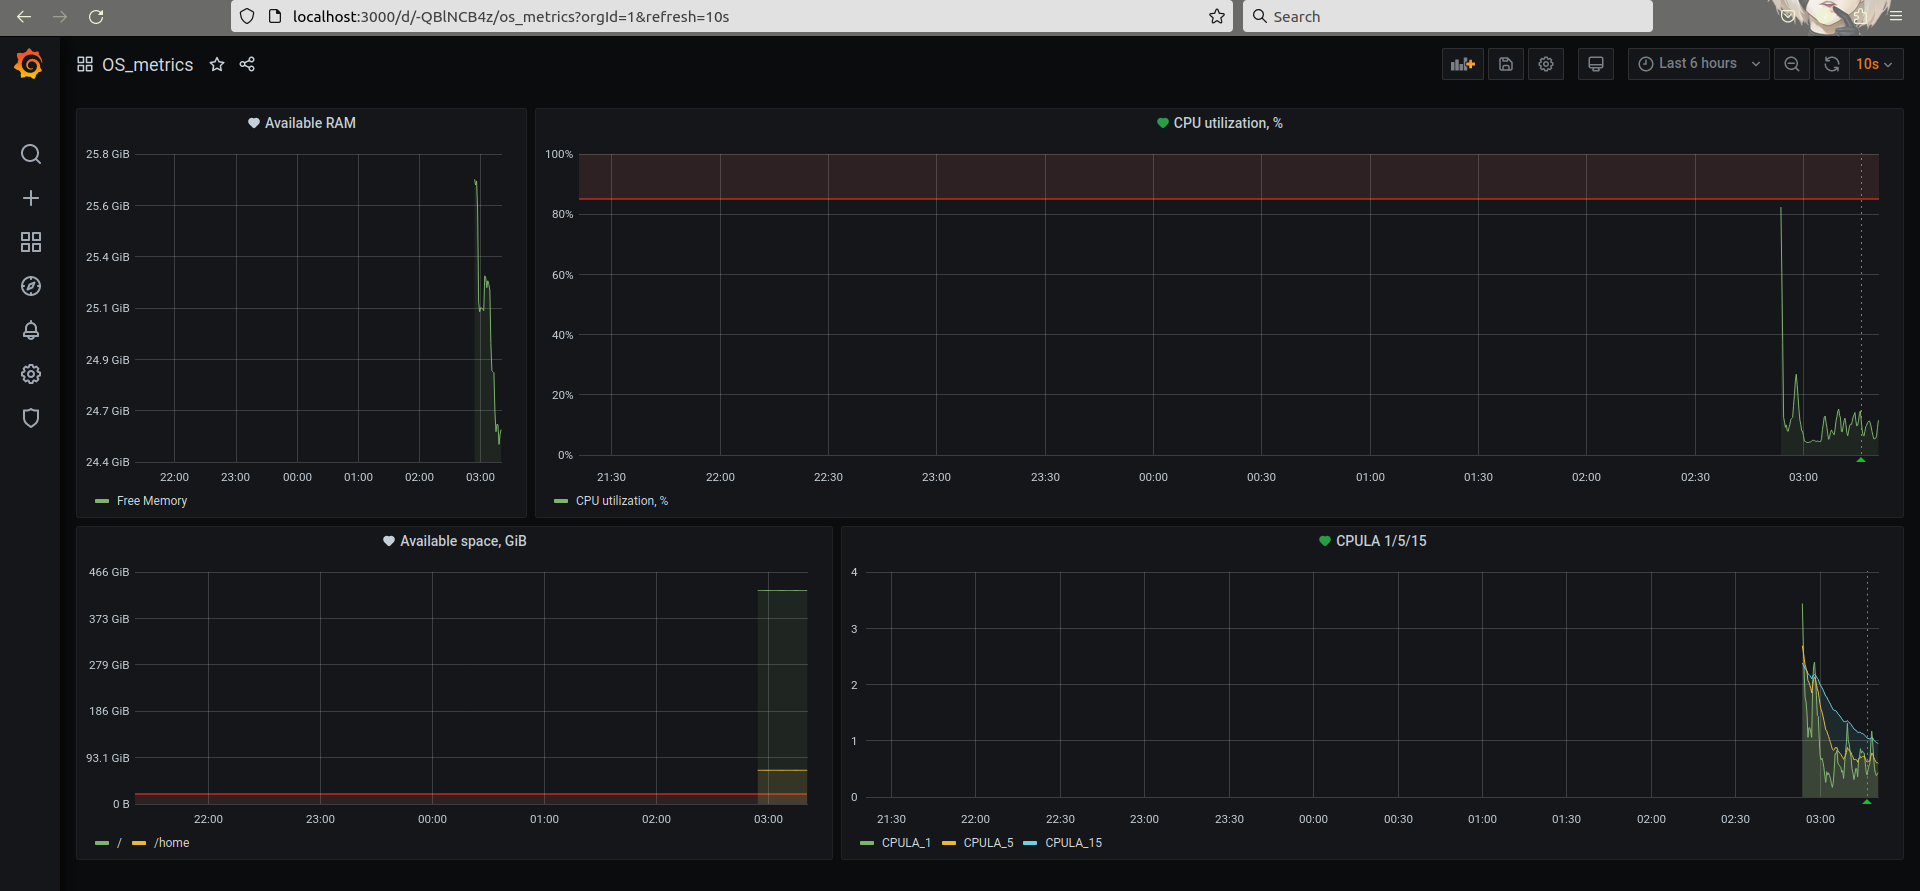 localhost:3000/d/-QBlNCB4z/os_metrics?orgId=1&refresh=10s
Search
OS_metrics
Last 6 hours
10s
Available RAM
25.8 GiB
25.6 GiB
25.4 GiB
25.1 GiB
24.9 GiB
24.7 GiB
24.4 GiB
22:00 23:00 00:00 01:00 02:00 03:00
Free Memory
CPU utilization, %
100%
80%
60%
40%
20%
0%
21:30 22:00 22:30 23:00 23:30 00:00 00:30 01:00 01:30 02:00 02:30 03:00
CPU utilization, %
Available space, GiB
466 GiB
373 GiB
279 GiB
186 GiB
93.1 GiB
0 B
22:00 23:00 00:00 01:00 02:00 03:00
/ /home
CPULA 1/5/15
4
3
2
1
0
21:30 22:00 22:30 23:00 23:30 00:00 00:30 01:00 01:30 02:00 02:30 03:00
CPULA_1 CPULA_5 CPULA_15